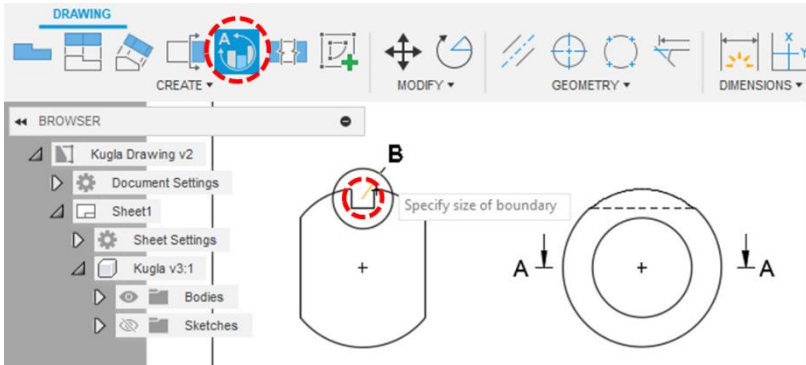 DRAWING
A
CREATE ▾
MODIFY ▾
GEOMETRY ▾
X
Y
DIMENSIONS ▾
BROWSER
Kugla Drawing v2
Document Settings
Sheet1
Sheet Settings
Kugla v3:1
Bodies
Sketches
B
Specify size of boundary
A
A